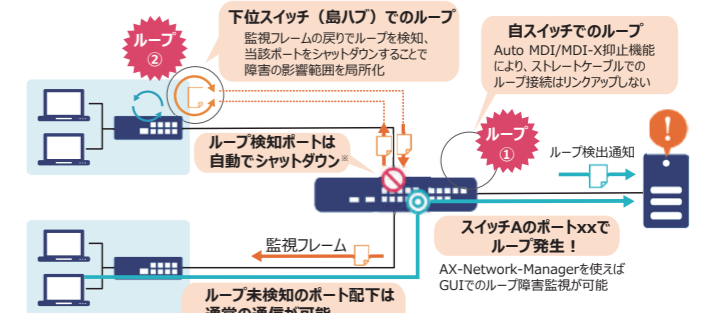 下位スイッチ（島ハブ）でのループ
監視フレームの戻りでループを検知、
当該ポートをシャットダウンすることで
障害の影響範囲を局所化
ループ
②
自スイッチでのループ
Auto MDI/MDI-X抑止機能
により、ストレートケーブルでの
ループ接続はリンクアップしない
ループ
①
ループ検知ポートは
自動でシャットダウン※
ループ検出通知
スイッチAのポートxxで
ループ発生！
AX-Network-Managerを使えば
GUIでのループ障害監視が可能
監視フレーム
ループ未検知のポート配下は
通常の通信が可能